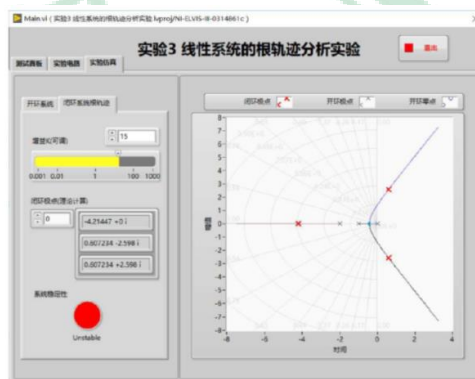 Main.vi ( 实验3 线性系统的根轨迹分析实验.lvproj/NI-ELVIS-III-0314B61c )
实验3 线性系统的根轨迹分析实验
退出
测试面板 实验电路 实验仿真
开环系统 闭环系统根轨迹
增益K(可调)
15
0.001 0.01 1 100 1000
闭环极点(理论计算)
0
-4.21447 +0 i
0.607234 -2.598 i
0.607234 +2.598 i
系统稳定性
Unstable
闭环极点 开环极点 开环零点
8
7
6
5
4
3
2
1
0
-1
-2
-3
-4
-5
-6
-7
-8
-8 -6 -4 -2 0 2 4
时间